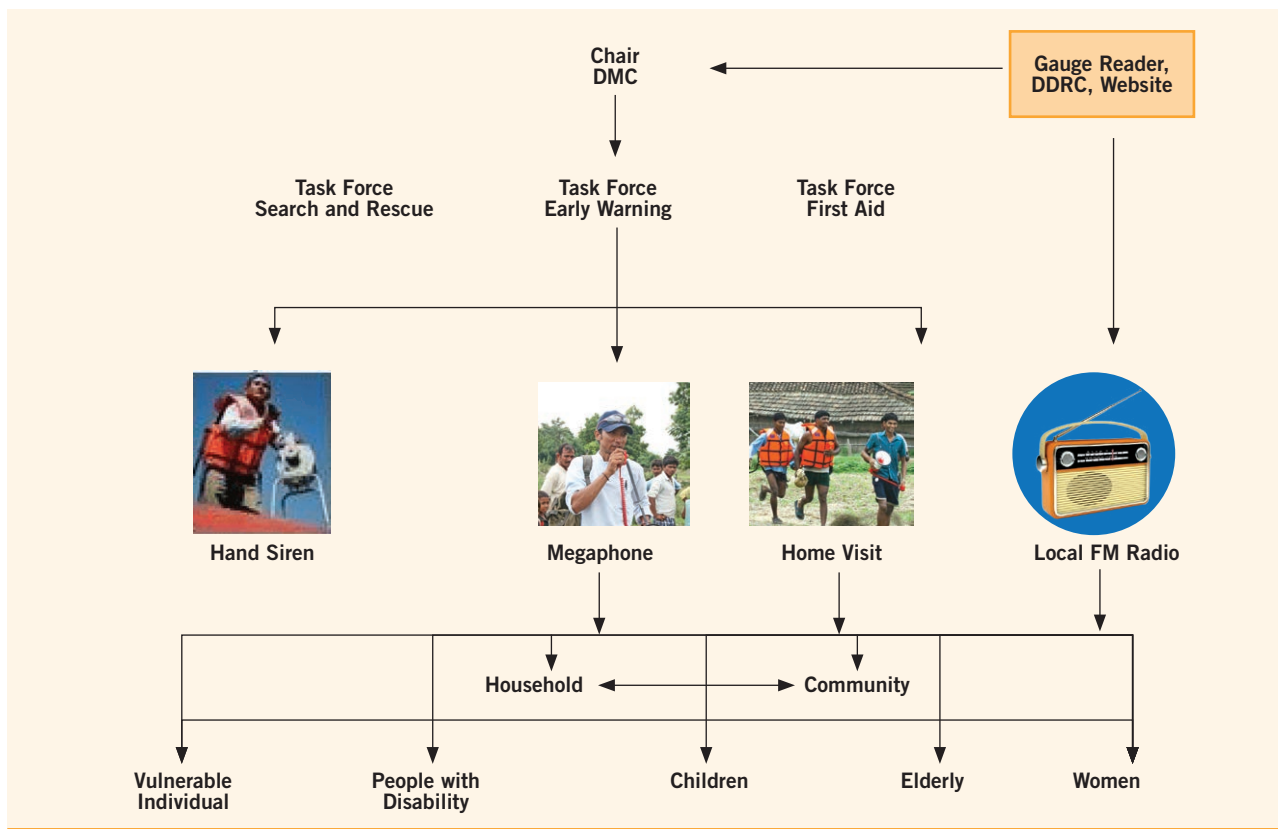 Chair
DMC
Gauge Reader,
DDRC, Website
Task Force
Search and Rescue
Task Force
Early Warning
Task Force
First Aid
Hand Siren
Megaphone
Home Visit
Local FM Radio
Household
Community
Vulnerable
Individual
People with
Disability
Children
Elderly
Women